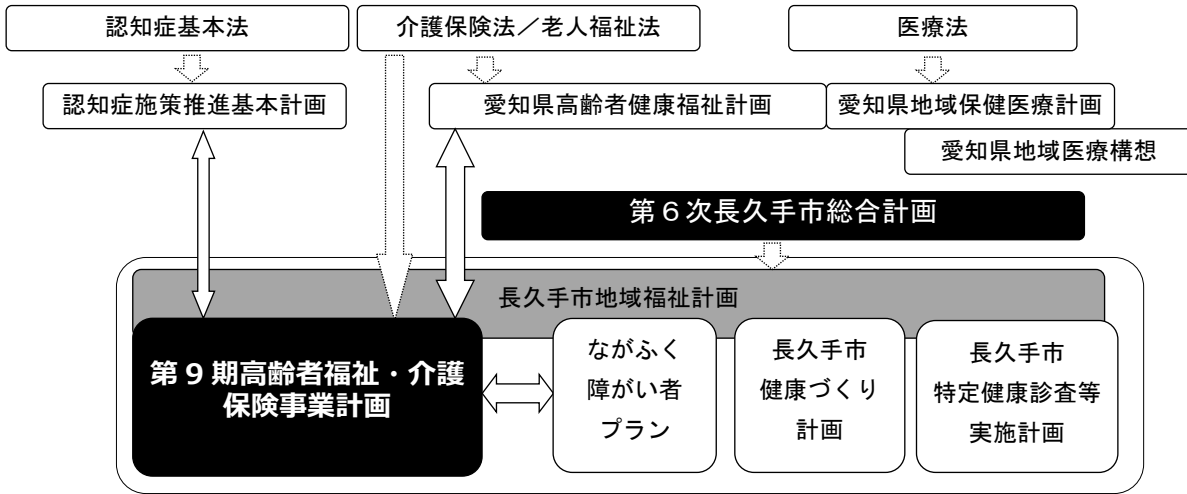 認知症基本法
介護保険法／老人福祉法
医療法
認知症施策推進基本計画
愛知県高齢者健康福祉計画
愛知県地域保健医療計画
愛知県地域医療構想
第６次長久手市総合計画
長久手市地域福祉計画
第９期高齢者福祉・介護
保険事業計画
ながふく
障がい者
プラン
長久手市
健康づくり
計画
長久手市
特定健康診査等
実施計画